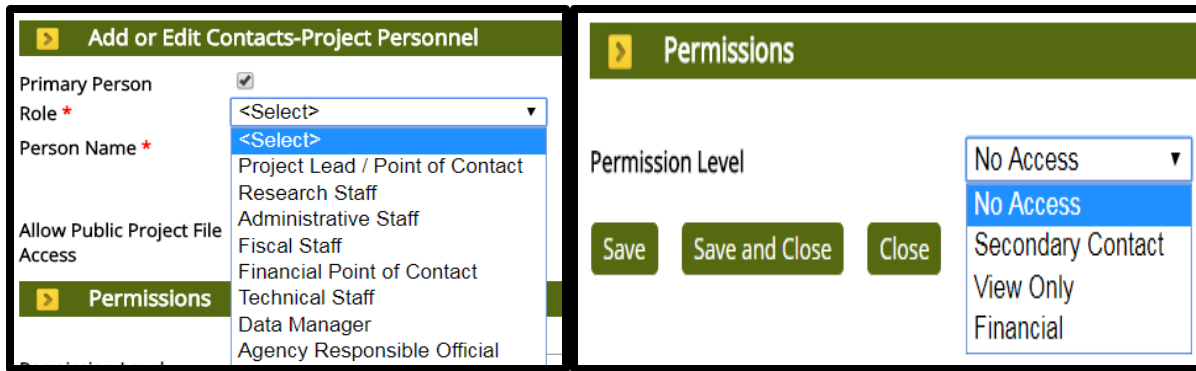 Add or Edit Contacts-Project Personnel
Primary Person
Role *
<Select>
Person Name *
<Select>
Project Lead / Point of Contact
Research Staff
Administrative Staff
Fiscal Staff
Financial Point of Contact
Technical Staff
Data Manager
Agency Responsible Official
Allow Public Project File
Access
Permissions
Permissions
Permission Level
No Access
No Access
Secondary Contact
View Only
Financial
Save
Save and Close
Close